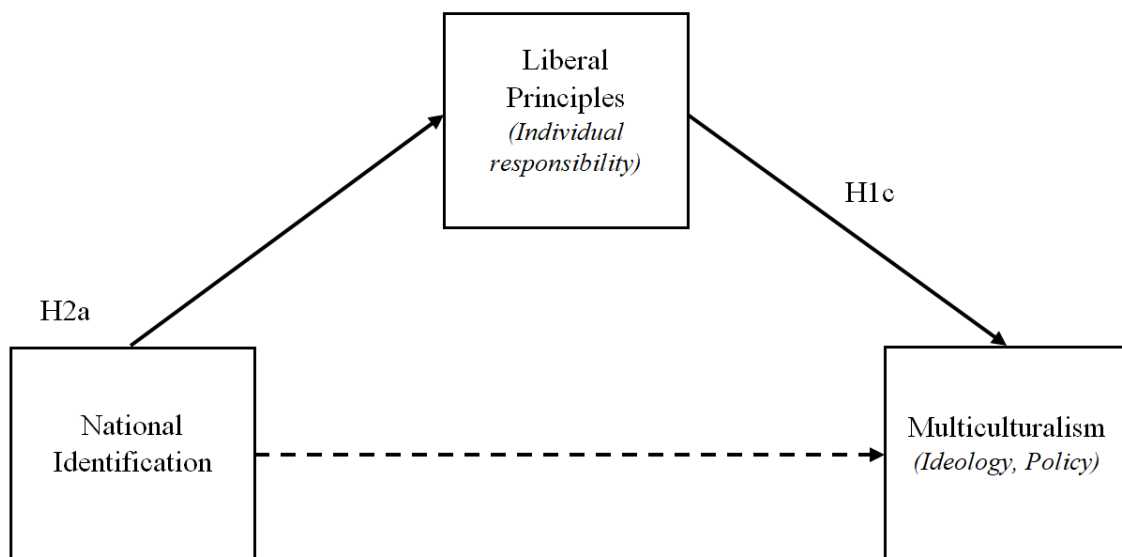 Liberal
Principles
(Individual
responsibility)
H1c
H2a
National
Identification
Multiculturalism
(Ideology, Policy)